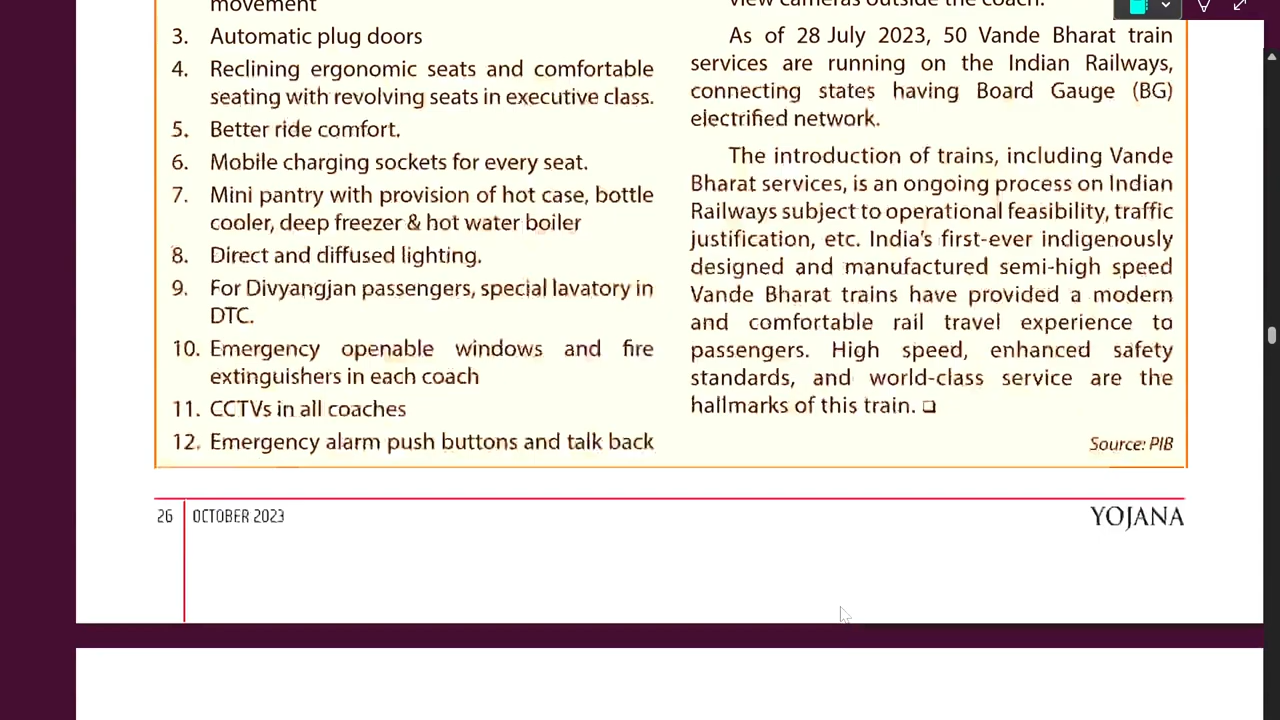 movement
3. Automatic plug doors
4. Reclining ergonomic seats and comfortable
seating with revolving seats in executive class.
5. Better ride comfort.
6. Mobile charging sockets for every seat.
7. Mini pantry with provision of hot case, bottle
cooler, deep freezer & hot water boiler
8. Direct and diffused lighting.
9. For Divyangjan passengers, special lavatory in
DTC.
10. Emergency openable windows and fire
extinguishers in each coach
11. CCTVs in all coaches
12. Emergency alarm push buttons and talk back
view cameras outside the coach.
As of 28 July 2023, 50 Vande Bharat train
services are running on the Indian Railways,
connecting states having Board Gauge (BG)
electrified network.
The introduction of trains, including Vande
Bharat services, is an ongoing process on Indian
Railways subject to operational feasibility, traffic
justification, etc. India's first-ever indigenously
designed and manufactured semi-high speed
Vande Bharat trains have provided a modern
and comfortable rail travel experience to
passengers. High speed, enhanced safety
standards, and world-class service are the
hallmarks of this train. ❏
Source: PIB
26 OCTOBER 2023
YOJANA